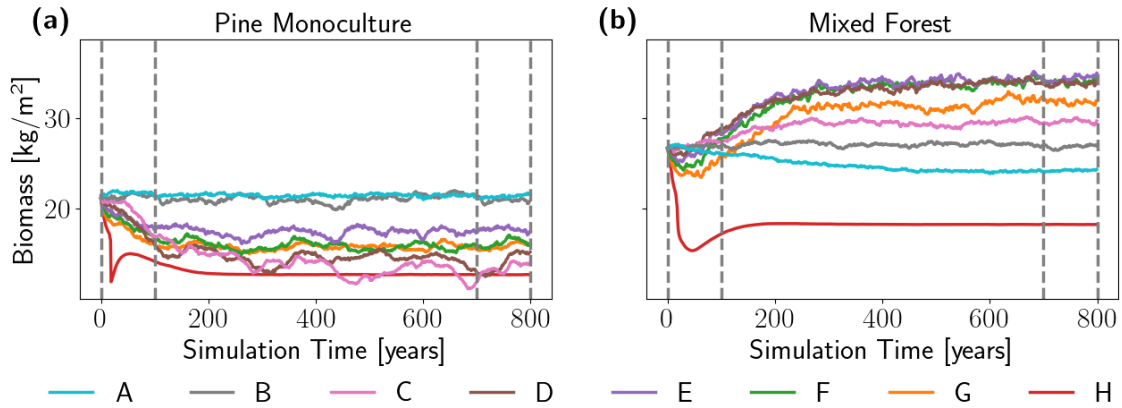 (a) Pine Monoculture
(b) Mixed Forest
Biomass [kg/m²]
30
20
0 200 400 600 800
0 200 400 600 800
Simulation Time [years]
Simulation Time [years]
A B C D E F G H